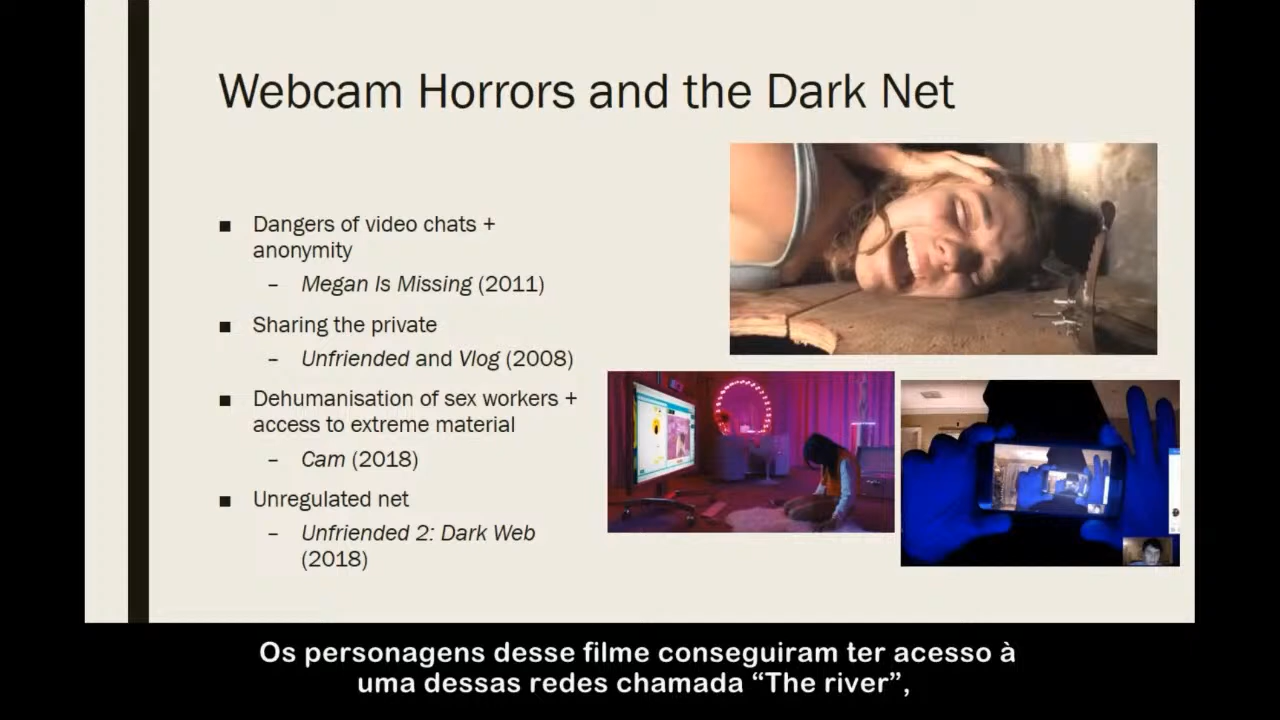 Webcam Horrors and the Dark Net
■ Dangers of video chats +
anonymity
– Megan Is Missing (2011)
■ Sharing the private
– Unfriended and Vlog (2008)
■ Dehumanisation of sex workers +
access to extreme material
– Cam (2018)
■ Unregulated net
– Unfriended 2: Dark Web
(2018)
Os personagens desse filme conseguiram ter acesso à
uma dessas redes chamada “The river”,